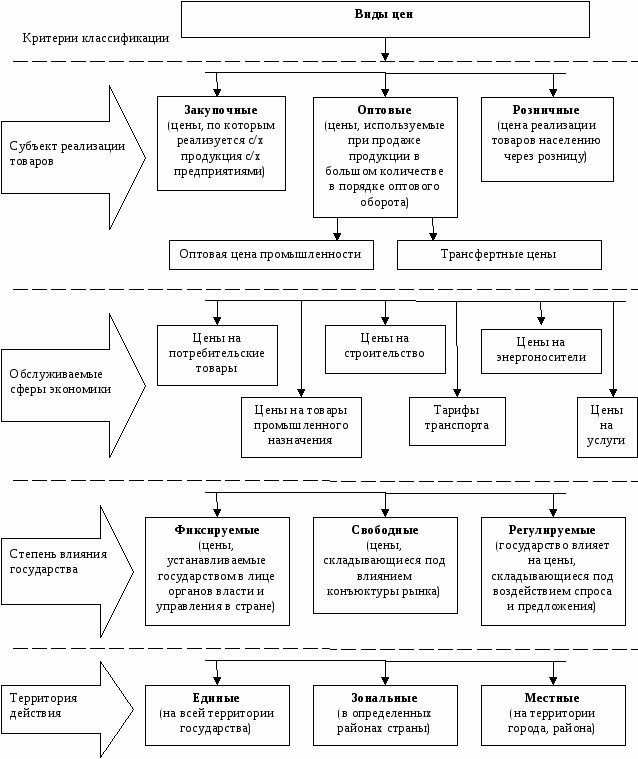 Виды цен
Критерии классификации
Субъект реализации
товаров
Закупочные
(цены, по которым
реализуется с/х
продукция с/х
предприятиями)
Оптовые
(цены, используемые
при продаже
продукции в
большом количестве
в порядке оптового
оборота)
Розничные
(цена реализации
товаров населению
через розницу)
Оптовая цена промышленности
Трансфертные цены
Обслуживаемые
сферы экономики
Цены на
потребительские
товары
Цены на
строительство
Цены на
энергоносители
Цены на товары
промышленного
назначения
Тарифы
транспорта
Цены
на
услуги
Степень влияния
государства
Фиксируемые
(цены,
устанавливаемые
государством в лице
органов власти и
управления в стране)
Свободные
(цены,
складывающиеся под
влиянием
конъюктуры рынка)
Регулируемые
(государство влияет
на цены,
складывающиеся под
воздействием спроса
и предложения)
Территория
действия
Единые
(на всей территории
государства)
Зональные
(в определенных
районах страны)
Местные
(на территории
города, района)